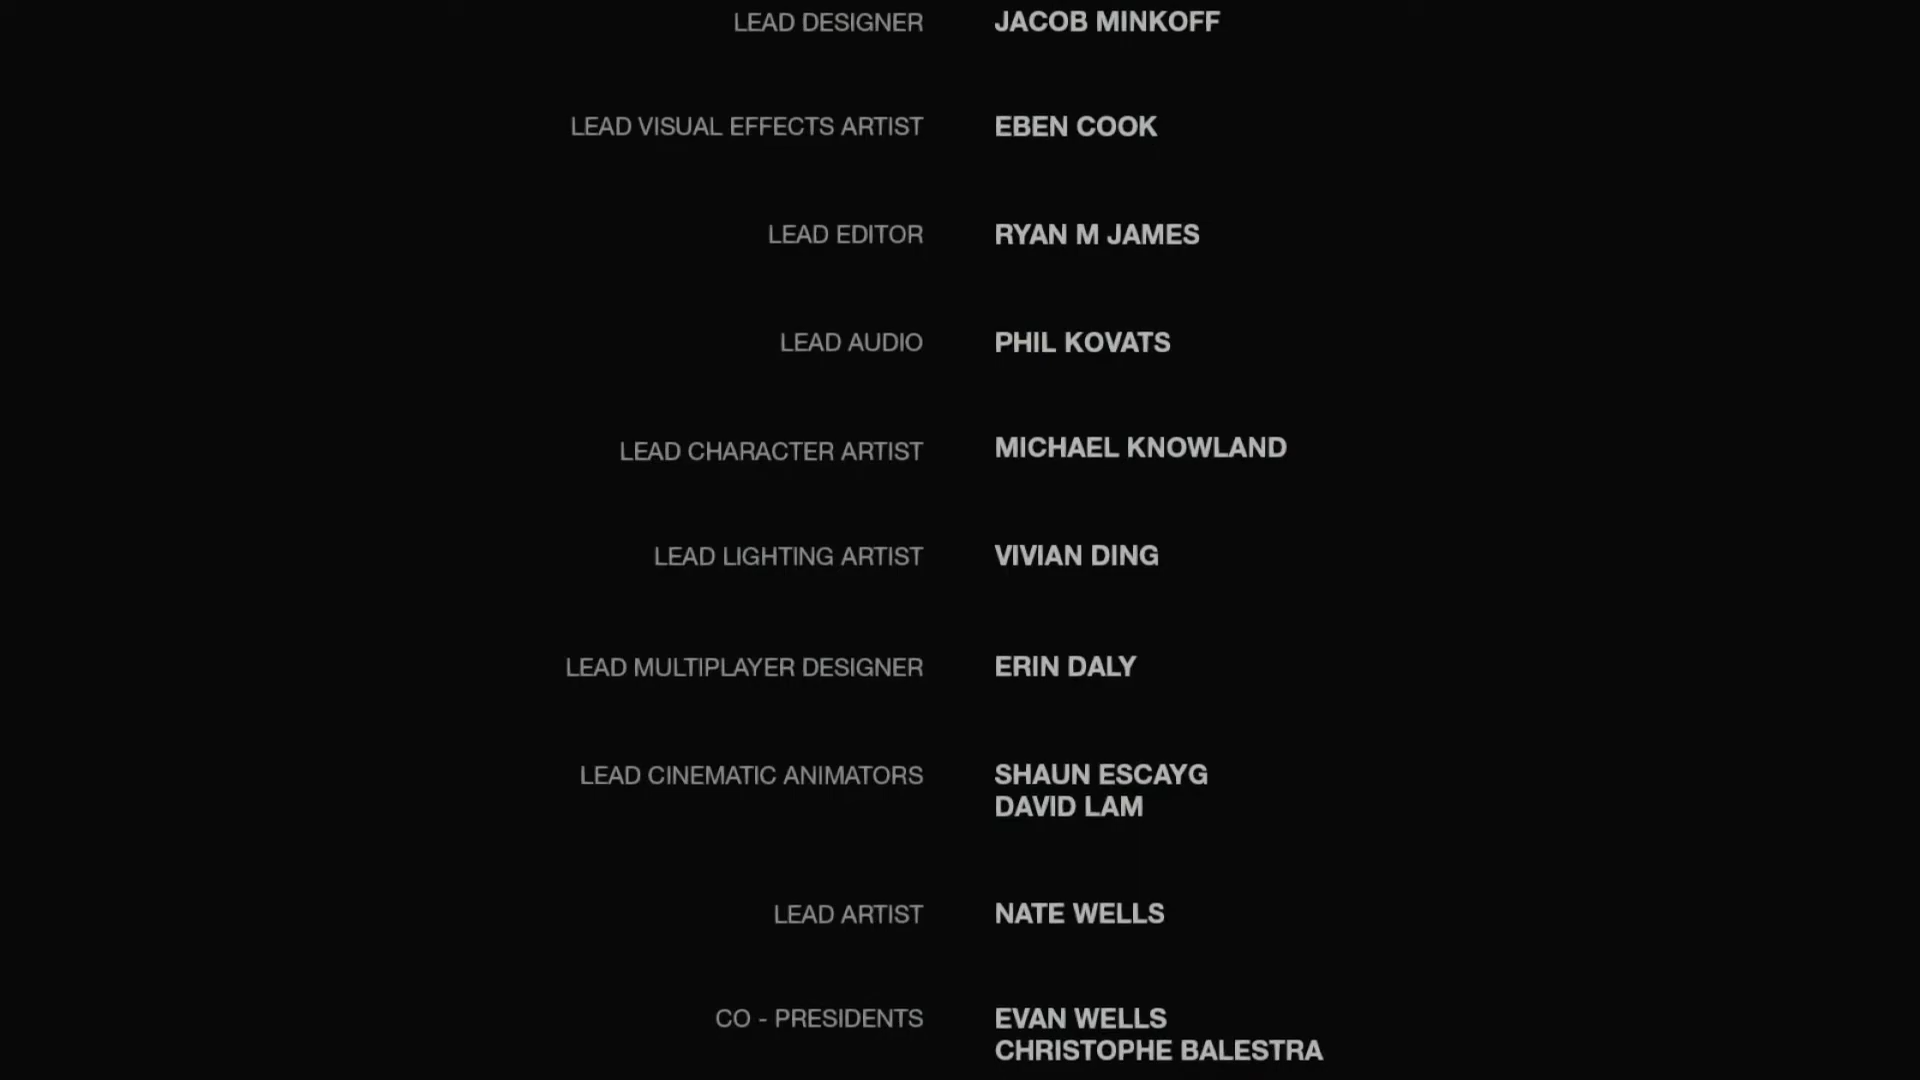 LEAD DESIGNER JACOB MINKOFF
LEAD VISUAL EFFECTS ARTIST EBEN COOK
LEAD EDITOR RYAN M JAMES
LEAD AUDIO PHIL KOVATS
LEAD CHARACTER ARTIST MICHAEL KNOWLAND
LEAD LIGHTING ARTIST VIVIAN DING
LEAD MULTIPLAYER DESIGNER ERIN DALY
LEAD CINEMATIC ANIMATORS SHAUN ESCAYG
DAVID LAM
LEAD ARTIST NATE WELLS
CO - PRESIDENTS EVAN WELLS
CHRISTOPHE BALESTRA